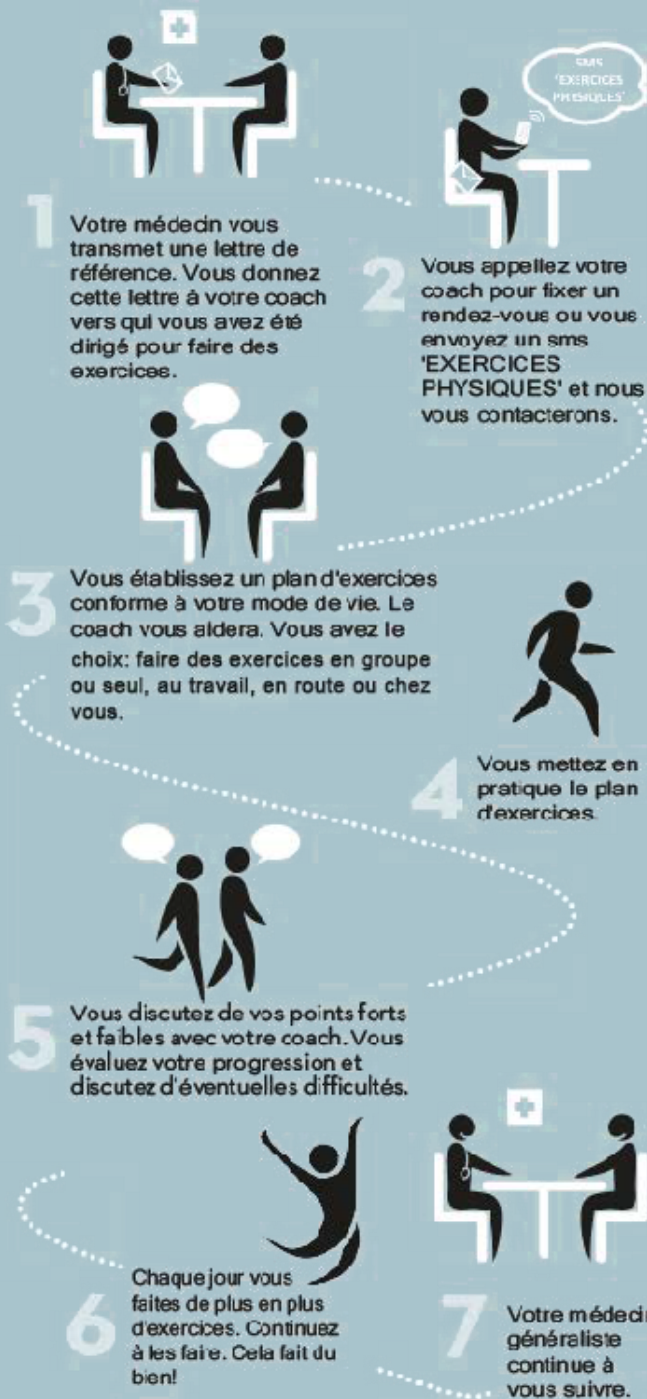 SMS
'EXERCICES
PHYSIQUES'
1
Votre médecin vous
transmet une lettre de
référence. Vous donnez
cette lettre à votre coach
vers qui vous avez été
dirigé pour faire des
exercices.
2
Vous appellez votre
coach pour fixer un
rendez-vous ou vous
envoyez un sms
'EXERCICES
PHYSIQUES' et nous
vous contacterons.
3
Vous établissez un plan d'exercices
conforme à votre mode de vie. Le
coach vous aidera. Vous avez le
choix: faire des exercices en groupe
ou seul, au travail, en route ou chez
vous.
4
Vous mettez en
pratique le plan
d'exercices.
5
Vous discutez de vos points forts
et faibles avec votre coach. Vous
évaluez votre progression et
discutez d'éventuelles difficultés.
6
Chaque jour vous
faites de plus en plus
d'exercices. Continuez
à les faire. Cela fait du
bien!
7
Votre médecin
généraliste
continue à
vous suivre.